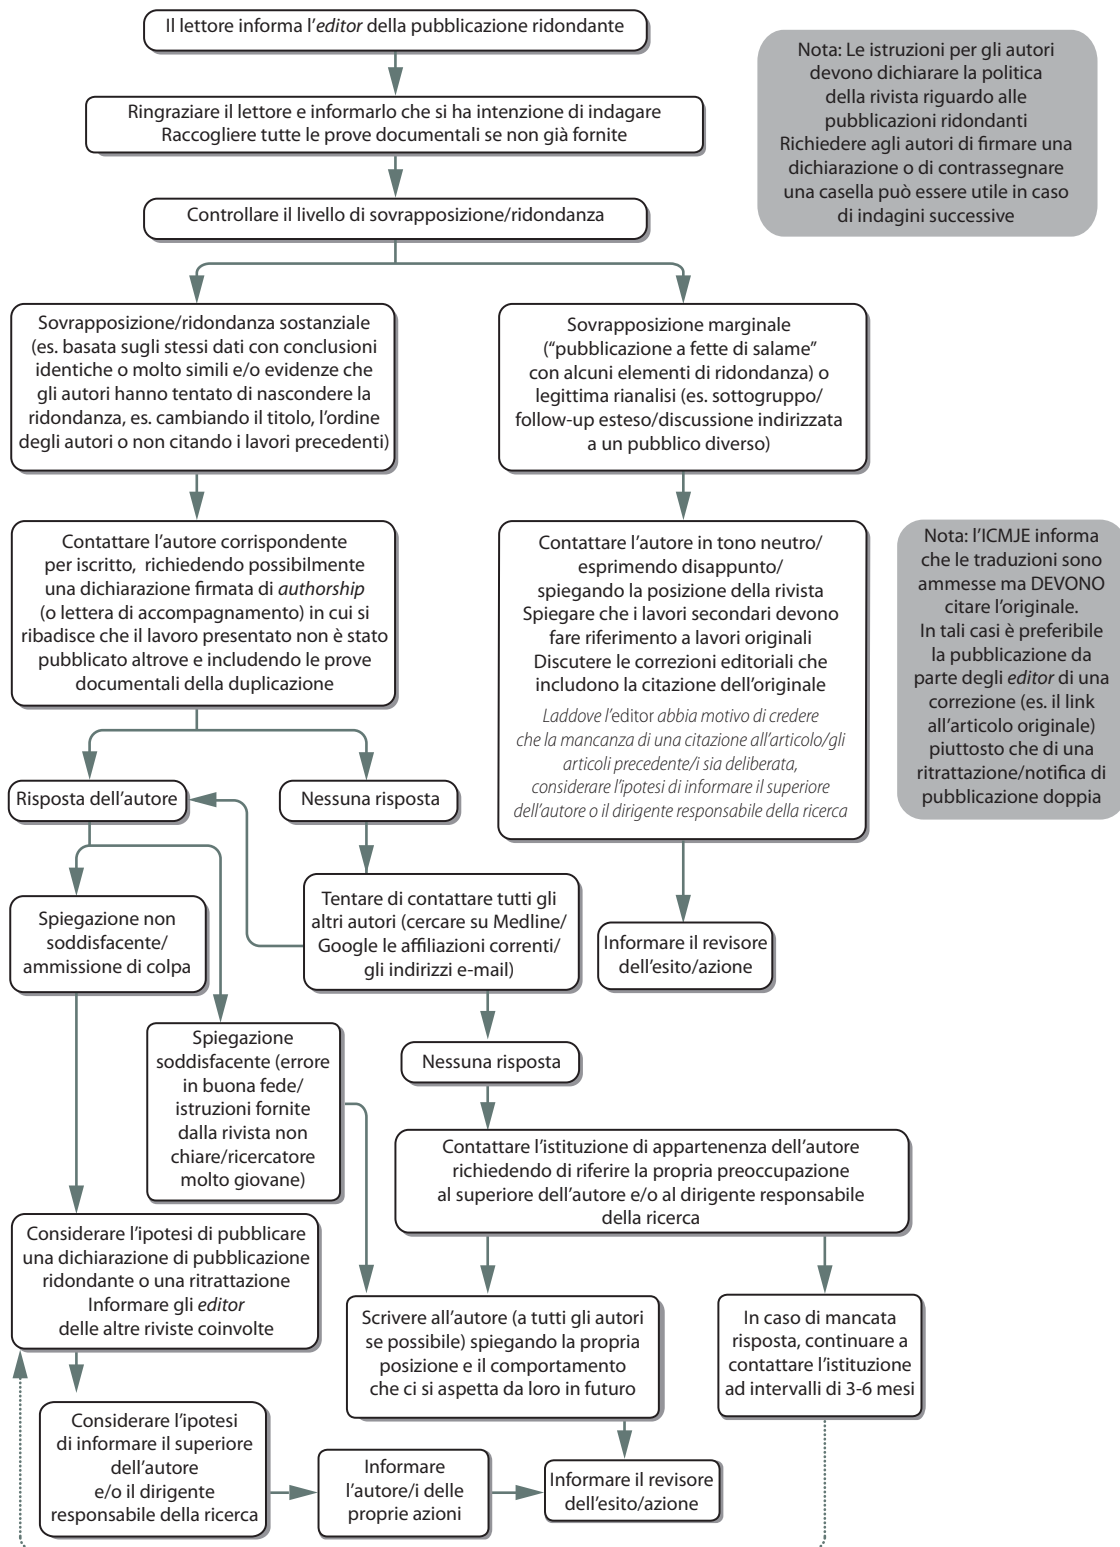 Il lettore informa l'editor della pubblicazione ridondante
Nota: Le istruzioni per gli autori
devono dichiarare la politica
della rivista riguardo alle
pubblicazioni ridondanti
Richiedere agli autori di firmare una
dichiarazione o di contrassegnare
una casella può essere utile in caso
di indagini successive
Ringraziare il lettore e informarlo che si ha intenzione di indagare
Raccogliere tutte le prove documentali se non già fornite
Controllare il livello di sovrapposizione/ridondanza
Sovrapposizione/ridondanza sostanziale
(es. basata sugli stessi dati con conclusioni
identiche o molto simili e/o evidenze che
gli autori hanno tentato di nascondere la
ridondanza, es. cambiando il titolo, l'ordine
degli autori o non citando i lavori precedenti)
Sovrapposizione marginale
("pubblicazione a fette di salame"
con alcuni elementi di ridondanza) o
legittima rianalisi (es. sottogruppo/
follow-up esteso/discussione indirizzata
a un pubblico diverso)
Contattare l'autore corrispondente
per iscritto, richiedendo possibilmente
una dichiarazione firmata di authorship
(o lettera di accompagnamento) in cui si
ribadisce che il lavoro presentato non è stato
pubblicato altrove e includendo le prove
documentali della duplicazione
Contattare l'autore in tono neutro/
esprimendo disappunto/
spiegando la posizione della rivista
Spiegare che i lavori secondari devono
fare riferimento a lavori originali
Discutere le correzioni editoriali che
includono la citazione dell'originale
Laddove l'editor abbia motivo di credere
che la mancanza di una citazione all'articolo/gli
articoli precedente/i sia deliberata,
considerare l'ipotesi di informare il superiore
dell'autore o il dirigente responsabile della ricerca
Nota: l'ICMJE informa
che le traduzioni sono
ammesse ma DEVONO
citare l'originale.
In tali casi è preferibile
la pubblicazione da
parte degli editor di una
correzione (es. il link
all'articolo originale)
piuttosto che di una
ritrattazione/notifica di
pubblicazione doppia
Risposta dell'autore
Nessuna risposta
Spiegazione non
soddisfacente/
ammissione di colpa
Tentare di contattare tutti gli
altri autori (cercare su Medline/
Google le affiliazioni correnti/
gli indirizzi e-mail)
Informare il revisore
dell'esito/azione
Spiegazione
soddisfacente (errore
in buona fede/
istruzioni fornite
dalla rivista non
chiare/ricercatore
molto giovane)
Nessuna risposta
Contattare l'istituzione di appartenenza dell'autore
richiedendo di riferire la propria preoccupazione
al superiore dell'autore e/o al dirigente responsabile
della ricerca
Considerare l'ipotesi di pubblicare
una dichiarazione di pubblicazione
ridondante o una ritrattazione
Informare gli editor
delle altre riviste coinvolte
Scrivere all'autore (a tutti gli autori
se possibile) spiegando la propria
posizione e il comportamento
che ci si aspetta da loro in futuro
In caso di mancata
risposta, continuare a
contattare l'istituzione
ad intervalli di 3-6 mesi
Considerare l'ipotesi
di informare il superiore
dell'autore
e/o il dirigente
responsabile della ricerca
Informare
l'autore/i delle
proprie azioni
Informare il revisore
dell'esito/azione